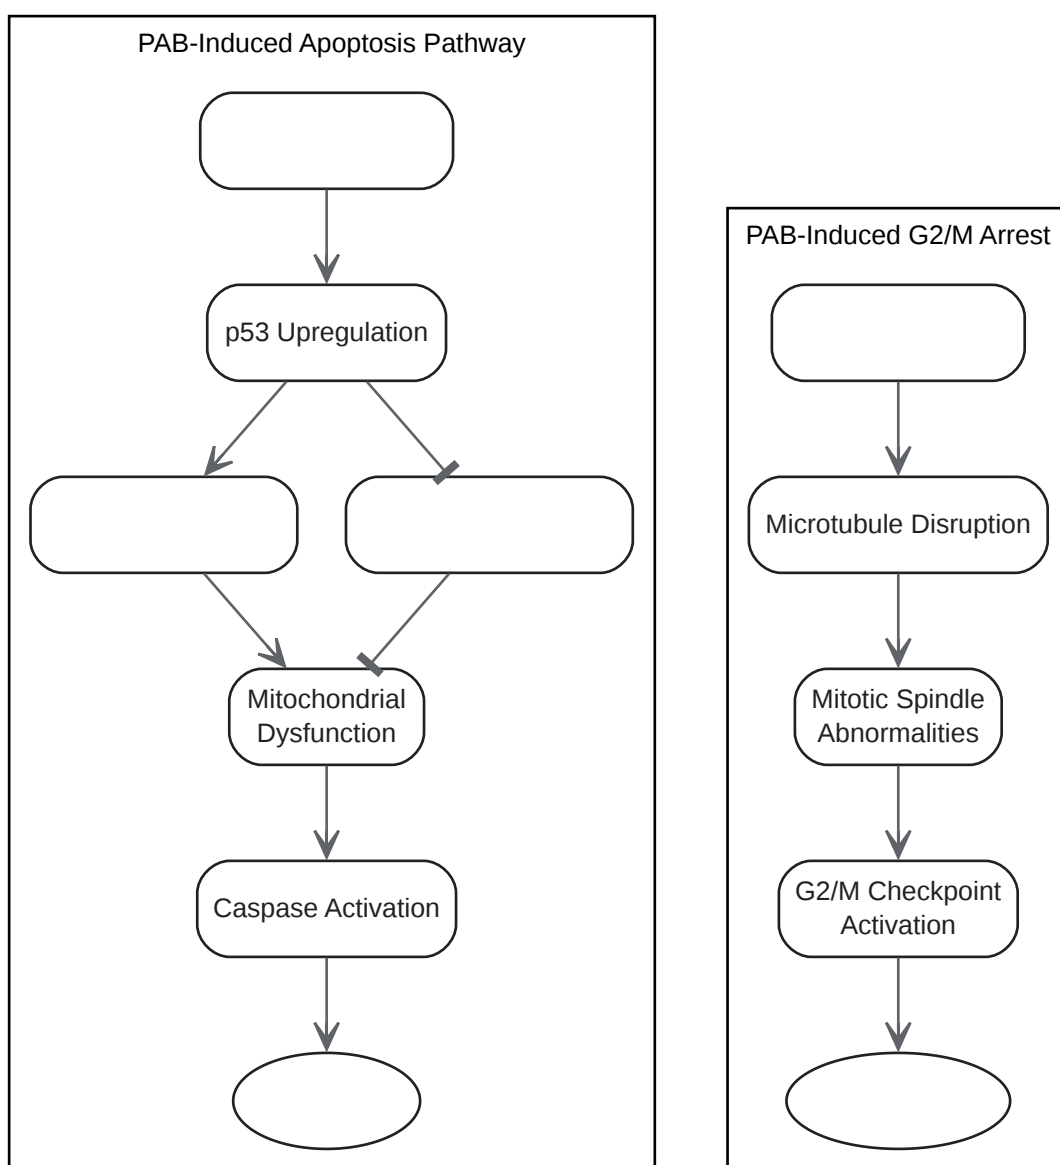 PAB-Induced Apoptosis Pathway
p53 Upregulation
Mitochondrial
Dysfunction
Caspase Activation
PAB-Induced G2/M Arrest
Microtubule Disruption
Mitotic Spindle
Abnormalities
G2/M Checkpoint
Activation